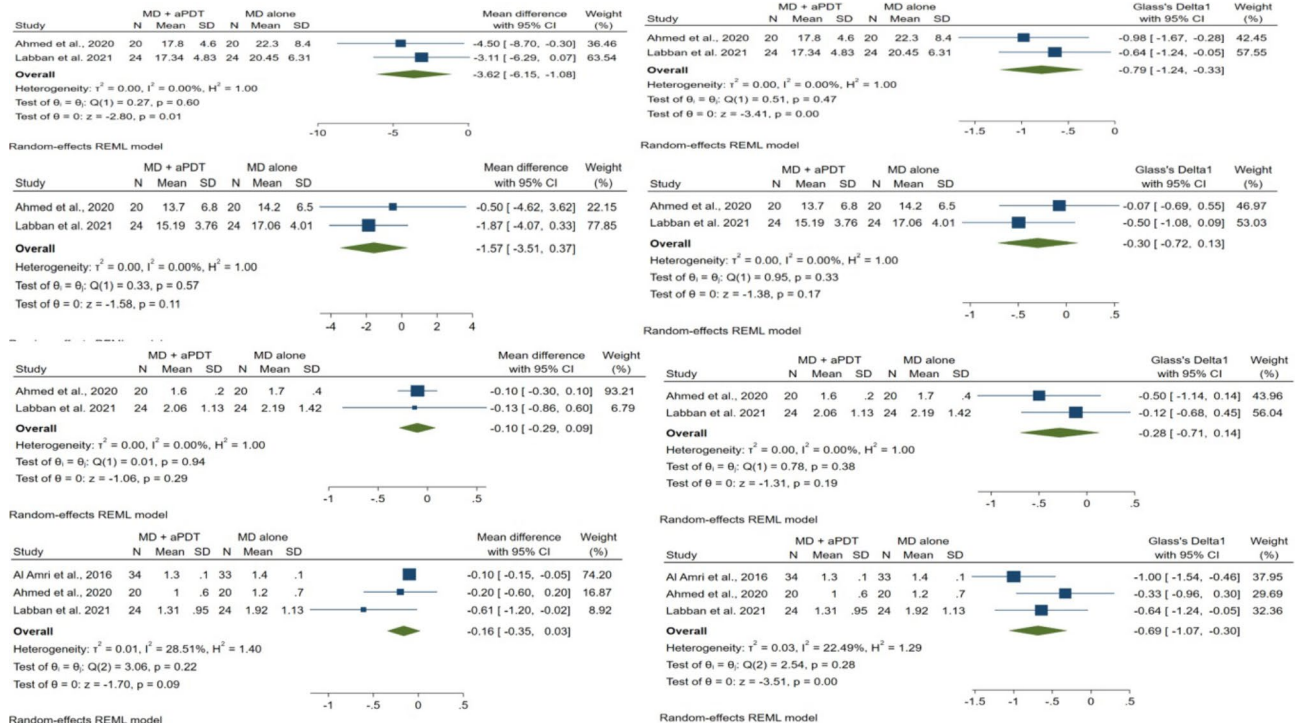 MD + aPDT MD alone Mean difference Weight
Study N Mean SD N Mean SD with 95% CI (%)
Ahmed et al., 2020 20 17.8 4.6 20 22.3 8.4 -4.50 [ -8.70, -0.30] 36.46
Labban et al. 2021 24 17.34 4.83 24 20.45 6.31 -3.11 [ -6.29, 0.07] 63.54
Overall -3.62 [ -6.15, -1.08]
Heterogeneity: τ² = 0.00, I² = 0.00%, H² = 1.00
Test of θᵢ = θⱼ: Q(1) = 0.27, p = 0.60
Test of θ = 0: z = -2.80, p = 0.01
-10 -5 0
Random-effects REML model
MD + aPDT MD alone Glass's Delta1 Weight
Study N Mean SD N Mean SD with 95% CI (%)
Ahmed et al., 2020 20 17.8 4.6 20 22.3 8.4 -0.98 [ -1.67, -0.28] 42.45
Labban et al. 2021 24 17.34 4.83 24 20.45 6.31 -0.64 [ -1.24, -0.05] 57.55
Overall -0.79 [ -1.24, -0.33]
Heterogeneity: τ² = 0.00, I² = 0.00%, H² = 1.00
Test of θᵢ = θⱼ: Q(1) = 0.51, p = 0.47
Test of θ = 0: z = -3.41, p = 0.00
-1.5 -1 -.5 0
Random-effects REML model
MD + aPDT MD alone Mean difference Weight
Study N Mean SD N Mean SD with 95% CI (%)
Ahmed et al., 2020 20 13.7 6.8 20 14.2 6.5 -0.50 [ -4.62, 3.62] 22.15
Labban et al. 2021 24 15.19 3.76 24 17.06 4.01 -1.87 [ -4.07, 0.33] 77.85
Overall -1.57 [ -3.51, 0.37]
Heterogeneity: τ² = 0.00, I² = 0.00%, H² = 1.00
Test of θᵢ = θⱼ: Q(1) = 0.33, p = 0.57
Test of θ = 0: z = -1.58, p = 0.11
-4 -2 0 2 4
MD + aPDT MD alone Glass's Delta1 Weight
Study N Mean SD N Mean SD with 95% CI (%)
Ahmed et al., 2020 20 13.7 6.8 20 14.2 6.5 -0.07 [ -0.69, 0.55] 46.97
Labban et al. 2021 24 15.19 3.76 24 17.06 4.01 -0.50 [ -1.08, 0.09] 53.03
Overall -0.30 [ -0.72, 0.13]
Heterogeneity: τ² = 0.00, I² = 0.00%, H² = 1.00
Test of θᵢ = θⱼ: Q(1) = 0.95, p = 0.33
Test of θ = 0: z = -1.38, p = 0.17
-1 -.5 0 .5
Random-effects REML model
MD + aPDT MD alone Mean difference Weight
Study N Mean SD N Mean SD with 95% CI (%)
Ahmed et al., 2020 20 1.6 .2 20 1.7 .4 -0.10 [ -0.30, 0.10] 93.21
Labban et al. 2021 24 2.06 1.13 24 2.19 1.42 -0.13 [ -0.86, 0.60] 6.79
Overall -0.10 [ -0.29, 0.09]
Heterogeneity: τ² = 0.00, I² = 0.00%, H² = 1.00
Test of θᵢ = θⱼ: Q(1) = 0.01, p = 0.94
Test of θ = 0: z = -1.06, p = 0.29
-1 -.5 0 .5
Random-effects REML model
MD + aPDT MD alone Glass's Delta1 Weight
Study N Mean SD N Mean SD with 95% CI (%)
Ahmed et al., 2020 20 1.6 .2 20 1.7 .4 -0.50 [ -1.14, 0.14] 43.96
Labban et al. 2021 24 2.06 1.13 24 2.19 1.42 -0.12 [ -0.68, 0.45] 56.04
Overall -0.28 [ -0.71, 0.14]
Heterogeneity: τ² = 0.00, I² = 0.00%, H² = 1.00
Test of θᵢ = θⱼ: Q(1) = 0.78, p = 0.38
Test of θ = 0: z = -1.31, p = 0.19
-1 -.5 0 .5
Random-effects REML model
MD + aPDT MD alone Mean difference Weight
Study N Mean SD N Mean SD with 95% CI (%)
Al Amri et al., 2016 34 1.3 .1 33 1.4 .1 -0.10 [ -0.15, -0.05] 74.20
Ahmed et al., 2020 20 1 .6 20 1.2 .7 -0.20 [ -0.60, 0.20] 16.87
Labban et al. 2021 24 1.31 .95 24 1.92 1.13 -0.61 [ -1.20, -0.02] 8.92
Overall -0.16 [ -0.35, 0.03]
Heterogeneity: τ² = 0.01, I² = 28.51%, H² = 1.40
Test of θᵢ = θⱼ: Q(2) = 3.06, p = 0.22
Test of θ = 0: z = -1.70, p = 0.09
-1 -.5 0 .5
Random-effects REML model
MD + aPDT MD alone Glass's Delta1 Weight
Study N Mean SD N Mean SD with 95% CI (%)
Al Amri et al., 2016 34 1.3 .1 33 1.4 .1 -1.00 [ -1.54, -0.46] 37.95
Ahmed et al., 2020 20 1 .6 20 1.2 .7 -0.33 [ -0.96, 0.30] 29.69
Labban et al. 2021 24 1.31 .95 24 1.92 1.13 -0.64 [ -1.24, -0.05] 32.36
Overall -0.69 [ -1.07, -0.30]
Heterogeneity: τ² = 0.03, I² = 22.49%, H² = 1.29
Test of θᵢ = θⱼ: Q(2) = 2.54, p = 0.28
Test of θ = 0: z = -3.51, p = 0.00
-1.5 -1 -.5 0 .5
Random-effects REML model